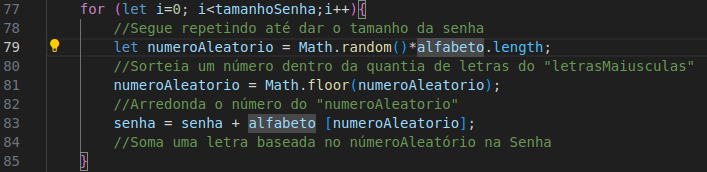 77 for (let i=0; i<tamanhoSenha;i++){
78 //Segue repetindo até dar o tamanho da senha
79 let numeroAleatorio = Math.random()*alfabeto.length;
80 //Sorteia um número dentro da quantia de letras do "letrasMaiusculas"
81 numeroAleatorio = Math.floor(numeroAleatorio);
82 //Arredonda o número do "numeroAleatorio"
83 senha = senha + alfabeto [numeroAleatorio];
84 //Soma uma letra baseada no númeroAleatório na Senha
85 }